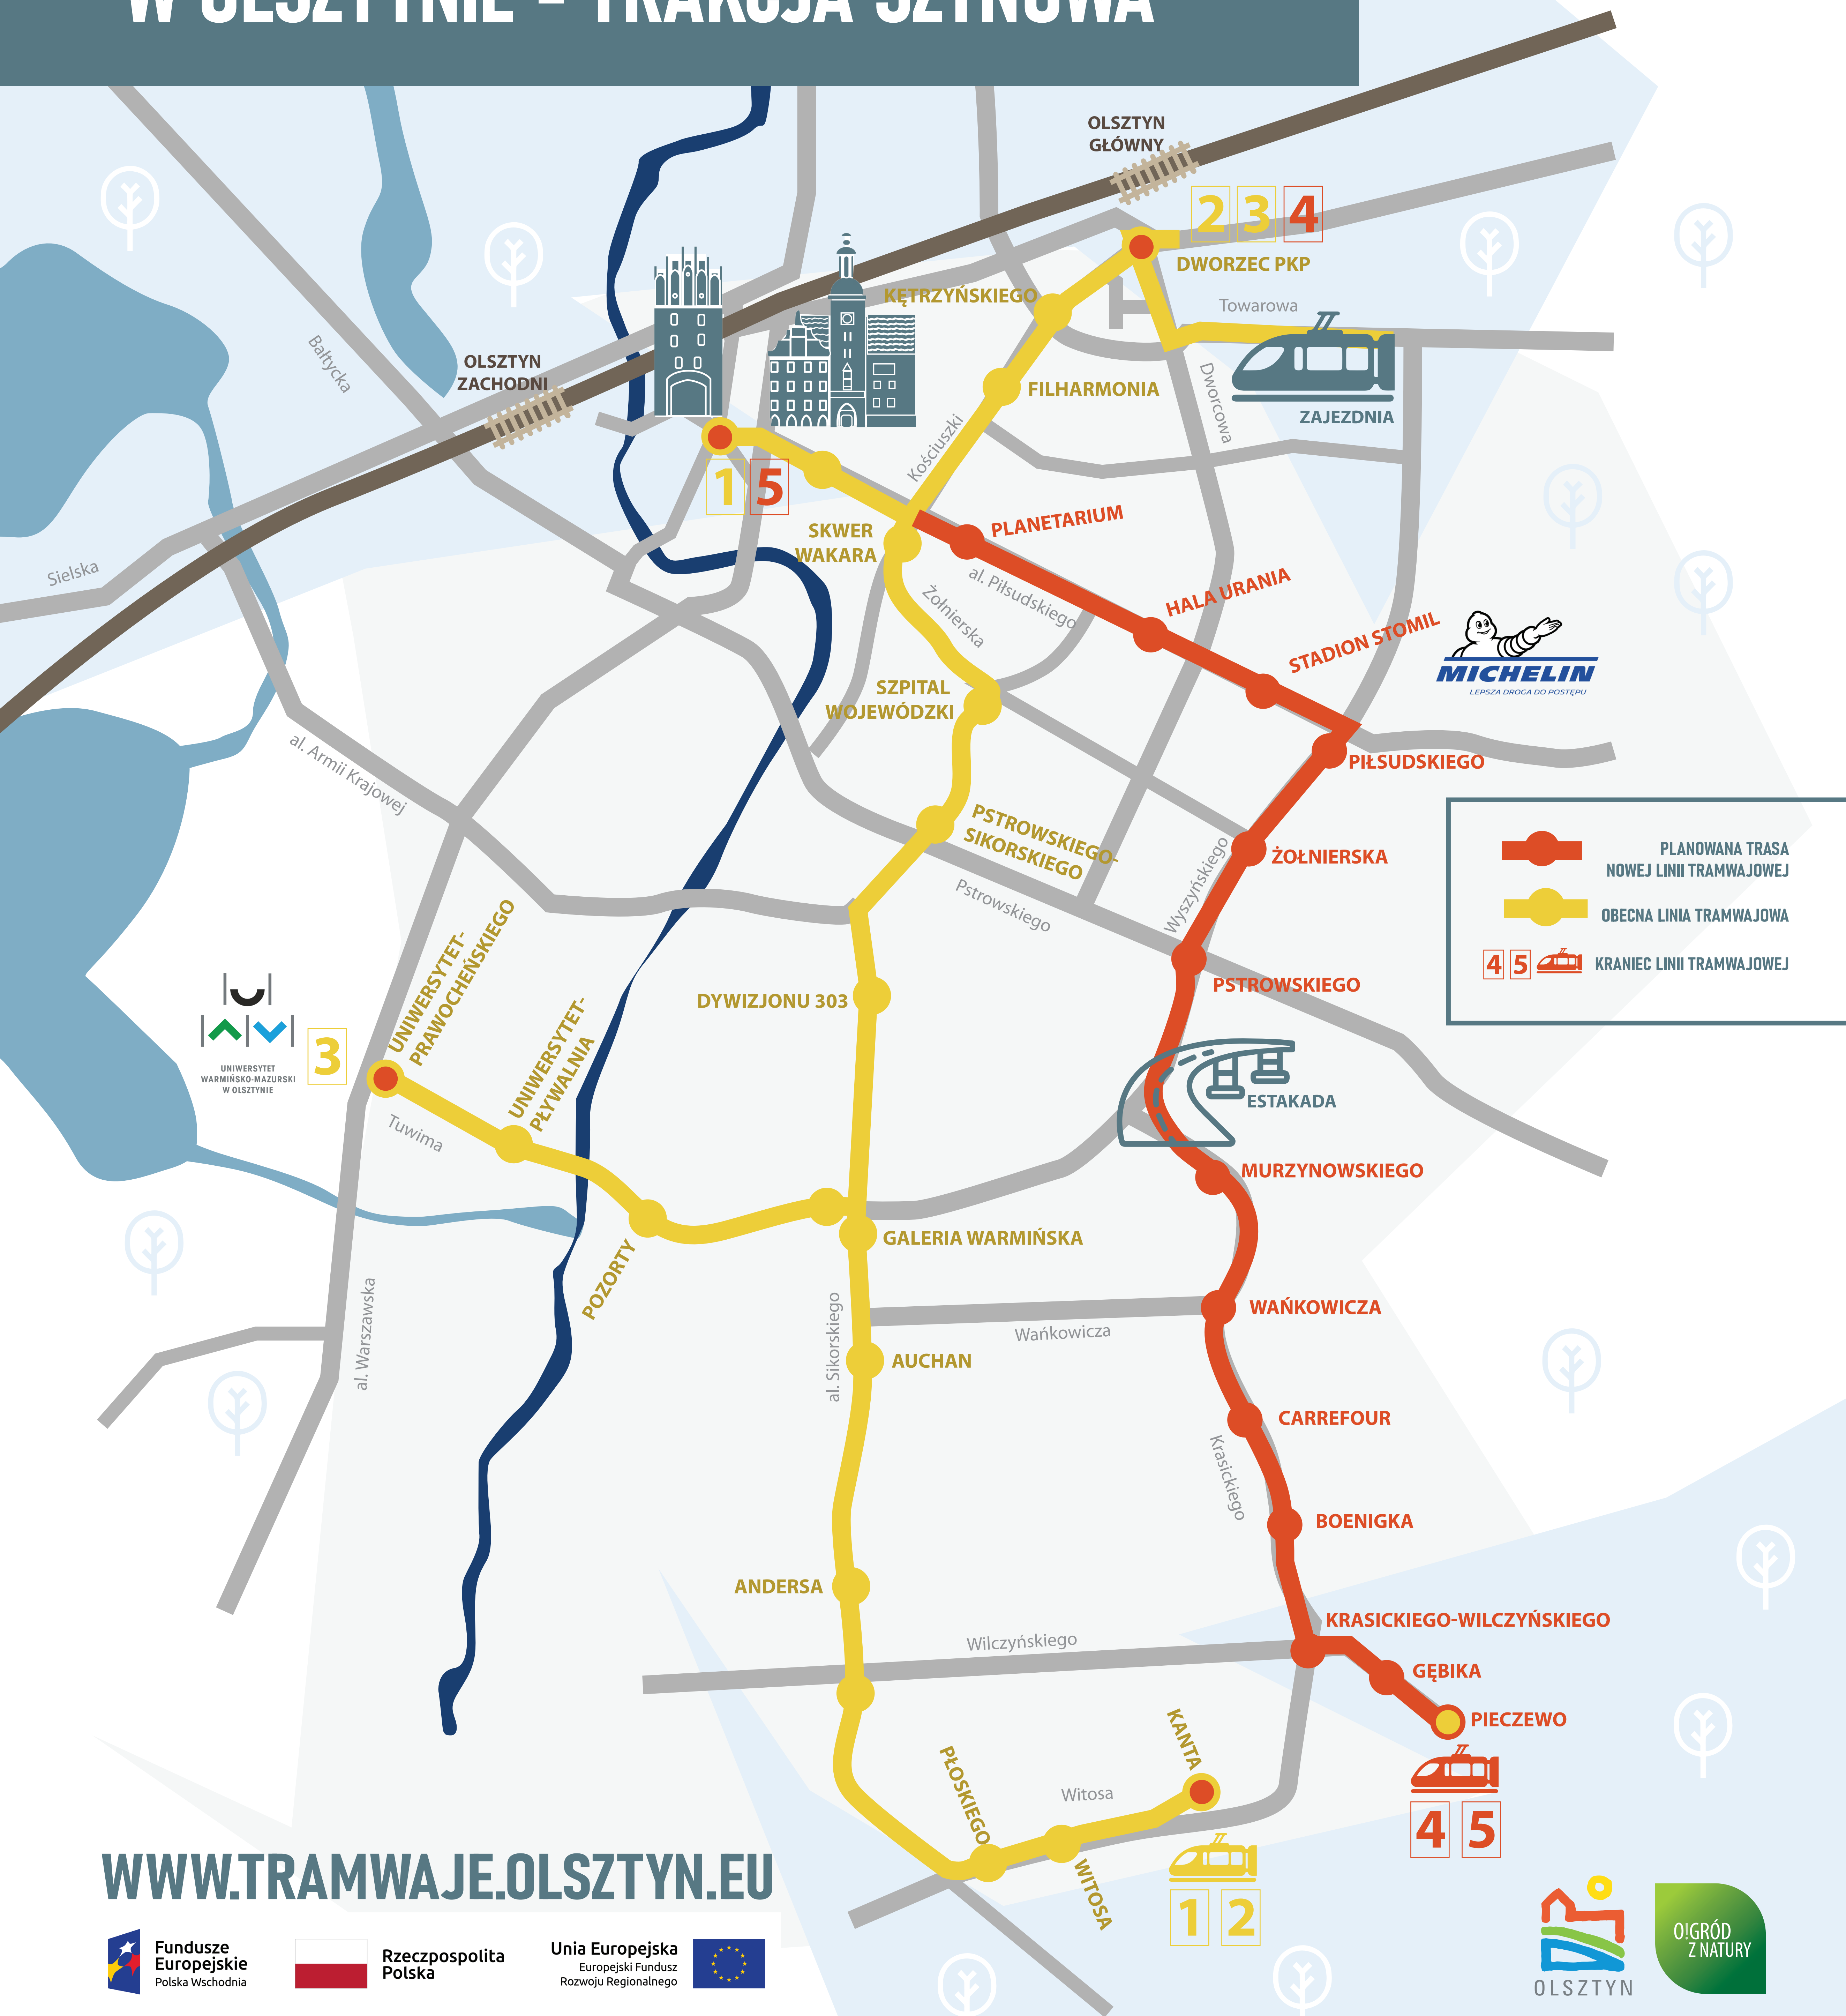 W OLSZTYNIE - TRAKCJA SZYNOWA
OLSZTYN
GŁÓWNY
2 3 4
DWORZEC PKP
KĘTRZYŃSKIEGO
Towarowa
Bałtycka
OLSZTYN
ZACHODNI
FILHARMONIA
Dworcowa
ZAJEZDNIA
Kościuszki
1 5
SKWER
WAKARA
PLANETARIUM
Sielska
al. Piłsudskiego
HALA URANIA
Żołnierska
STADION STOMIL
MICHELIN
LEPSZA DROGA DO POSTĘPU
SZPITAL
WOJEWÓDZKI
al. Armii Krajowej
PIŁSUDSKIEGO
PSTROWSKIEGO-
SIKORSKIEGO
ŻOŁNIERSKA
Wyszyńskiego
Pstrowskiego
PLANOWANA TRASA
NOWEJ LINII TRAMWAJOWEJ
OBECNA LINIA TRAMWAJOWA
4 5 KRANIEC LINII TRAMWAJOWEJ
UNIWERSYTET-
PRAWOCHEŃSKIEGO
UNIWERSYTET-
PŁYWALNIA
DYWIZJONU 303
PSTROWSKIEGO
UNIWERSYTET
WARMIŃSKO-MAZURSKI
W OLSZTYNIE
3
Tuwima
ESTAKADA
MURZYNOWSKIEGO
GALERIA WARMIŃSKA
POZORTY
al. Warszawska
al. Sikorskiego
WAŃKOWICZA
Wańkowicza
AUCHAN
CARREFOUR
Krasickiego
BOENIGKA
ANDERSA
KRASICKIEGO-WILCZYŃSKIEGO
Wilczyńskiego
GĘBIKA
PIECZEWO
KANTA
PŁOSKIEGO
Witosa
4 5
WITOSA
1 2
WWW.TRAMWAJE.OLSZTYN.EU
Fundusze
Europejskie
Polska Wschodnia
Rzeczpospolita
Polska
Unia Europejska
Europejski Fundusz
Rozwoju Regionalnego
OLSZTYN
O!GRÓD
Z NATURY